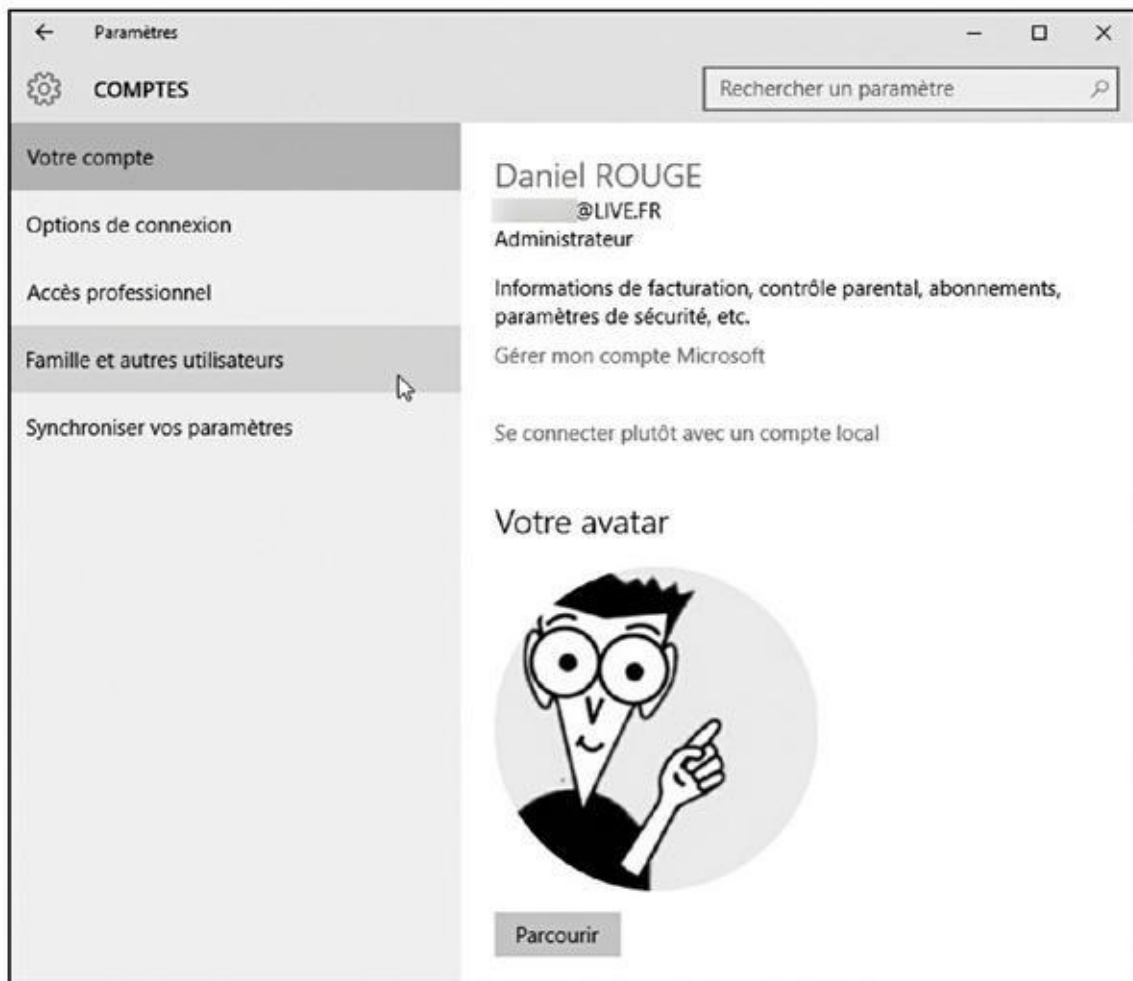 Paramètres
COMPTES
Rechercher un paramètre
Votre compte
Options de connexion
Accès professionnel
Famille et autres utilisateurs
Synchroniser vos paramètres
Daniel ROUGE
@LIVE.FR
Administrateur
Informations de facturation, contrôle parental, abonnements,
paramètres de sécurité, etc.
Gérer mon compte Microsoft
Se connecter plutôt avec un compte local
Votre avatar
Parcourir